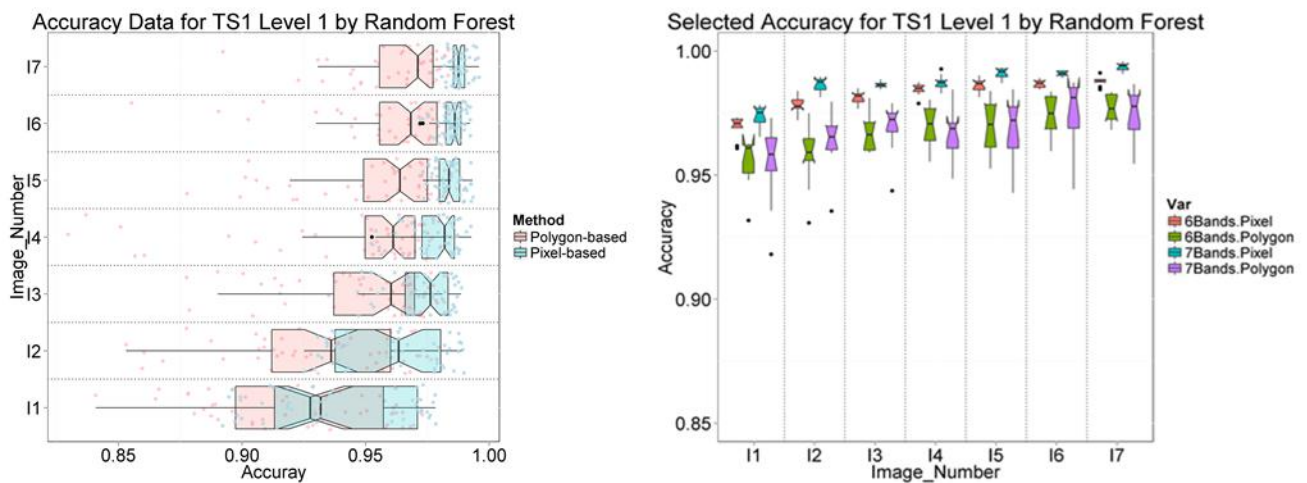 Accuracy Data for TS1 Level 1 by Random Forest
Image_Number
I7
I6
I5
I4
I3
I2
I1
0.85 0.90 0.95 1.00
Accuray
Method
Polygon-based
Pixel-based
Selected Accuracy for TS1 Level 1 by Random Forest
Accuracy
1.00
0.95
0.90
0.85
I1 I2 I3 I4 I5 I6 I7
Image_Number
Var
6Bands.Pixel
6Bands.Polygon
7Bands.Pixel
7Bands.Polygon